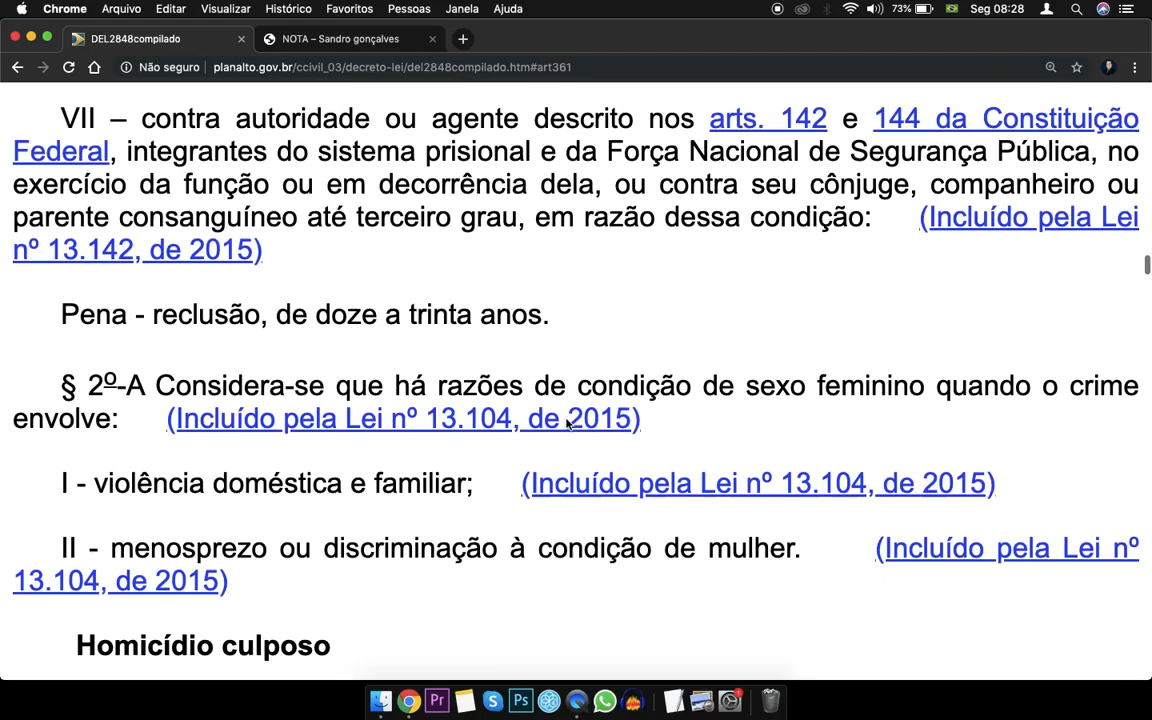 Chrome Arquivo Editar Visualizar Histórico Favoritos Pessoas Janela Ajuda 73% Seg 08:28
DEL2848compilado NOTA – Sandro gonçalves
Não seguro planalto.gov.br/ccivil_03/decreto-lei/del2848compilado.htm#art361
VII – contra autoridade ou agente descrito nos arts. 142 e 144 da Constituição
Federal, integrantes do sistema prisional e da Força Nacional de Segurança Pública, no
exercício da função ou em decorrência dela, ou contra seu cônjuge, companheiro ou
parente consanguíneo até terceiro grau, em razão dessa condição: (Incluído pela Lei
nº 13.142, de 2015)
Pena - reclusão, de doze a trinta anos.
§ 2º-A Considera-se que há razões de condição de sexo feminino quando o crime
envolve: (Incluído pela Lei nº 13.104, de 2015)
I - violência doméstica e familiar; (Incluído pela Lei nº 13.104, de 2015)
II - menosprezo ou discriminação à condição de mulher. (Incluído pela Lei nº
13.104, de 2015)
Homicídio culposo
Pr S Ps